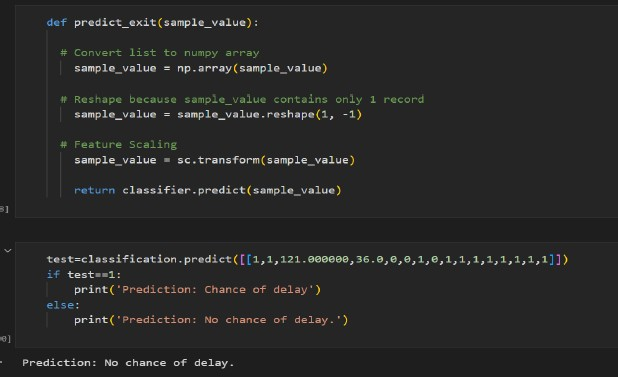 def predict_exit(sample_value):
# Convert list to numpy array
sample_value = np.array(sample_value)
# Reshape because sample_value contains only 1 record
sample_value = sample_value.reshape(1, -1)
# Feature Scaling
sample_value = sc.transform(sample_value)
return classifier.predict(sample_value)
test=classification.predict([[1,1,121.000000,36.0,0,0,1,0,1,1,1,1,1,1,1,1]])
if test==1:
print('Prediction: Chance of delay')
else:
print('Prediction: No chance of delay.')
Prediction: No chance of delay.